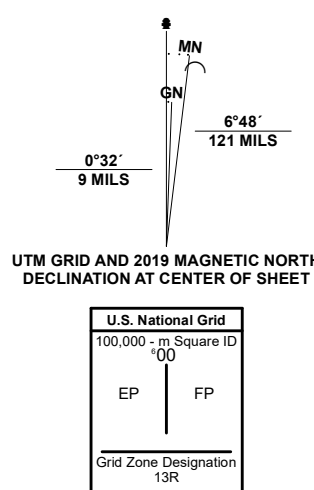 MN
GN
6°48´
121 MILS
0°32´
9 MILS
UTM GRID AND 2019 MAGNETIC NORTH
DECLINATION AT CENTER OF SHEET
U.S. National Grid
100,000 - m Square ID
⁶00
EP FP
Grid Zone Designation
13R